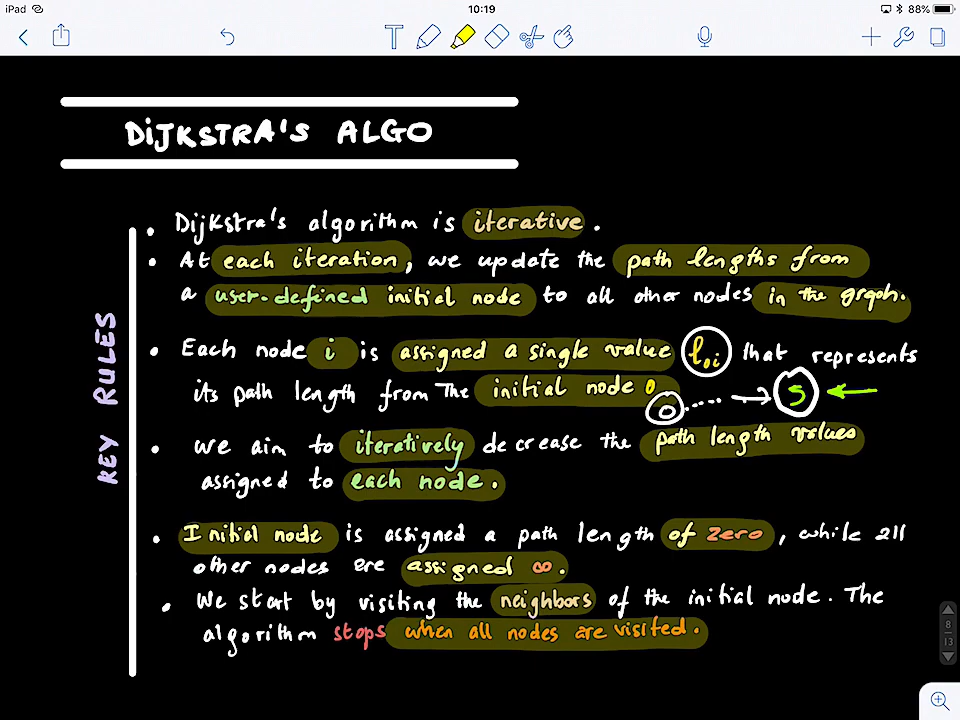 iPad 10:19 88%
T
DiJKSTRA'S ALGO
KEY RULES
• Dijkstra's algorithm is iterative.
• At each iteration, we update the path lengths from
a user-defined initial node to all other nodes in the graph.
• Each node i is assigned a single value l0i that represents
its path length from The initial node 0
0 ..... → 5 ←
• We aim to iteratively decrease the path length values
assigned to each node.
• Initial node is assigned a path length of zero, while all
other nodes are assigned ∞.
• We start by visiting the neighbors of the initial node. The
algorithm stops when all nodes are visited.
8
13